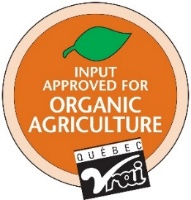 INPUT
APPROVED FOR
ORGANIC
AGRICULTURE
QUÉBEC
Vrai